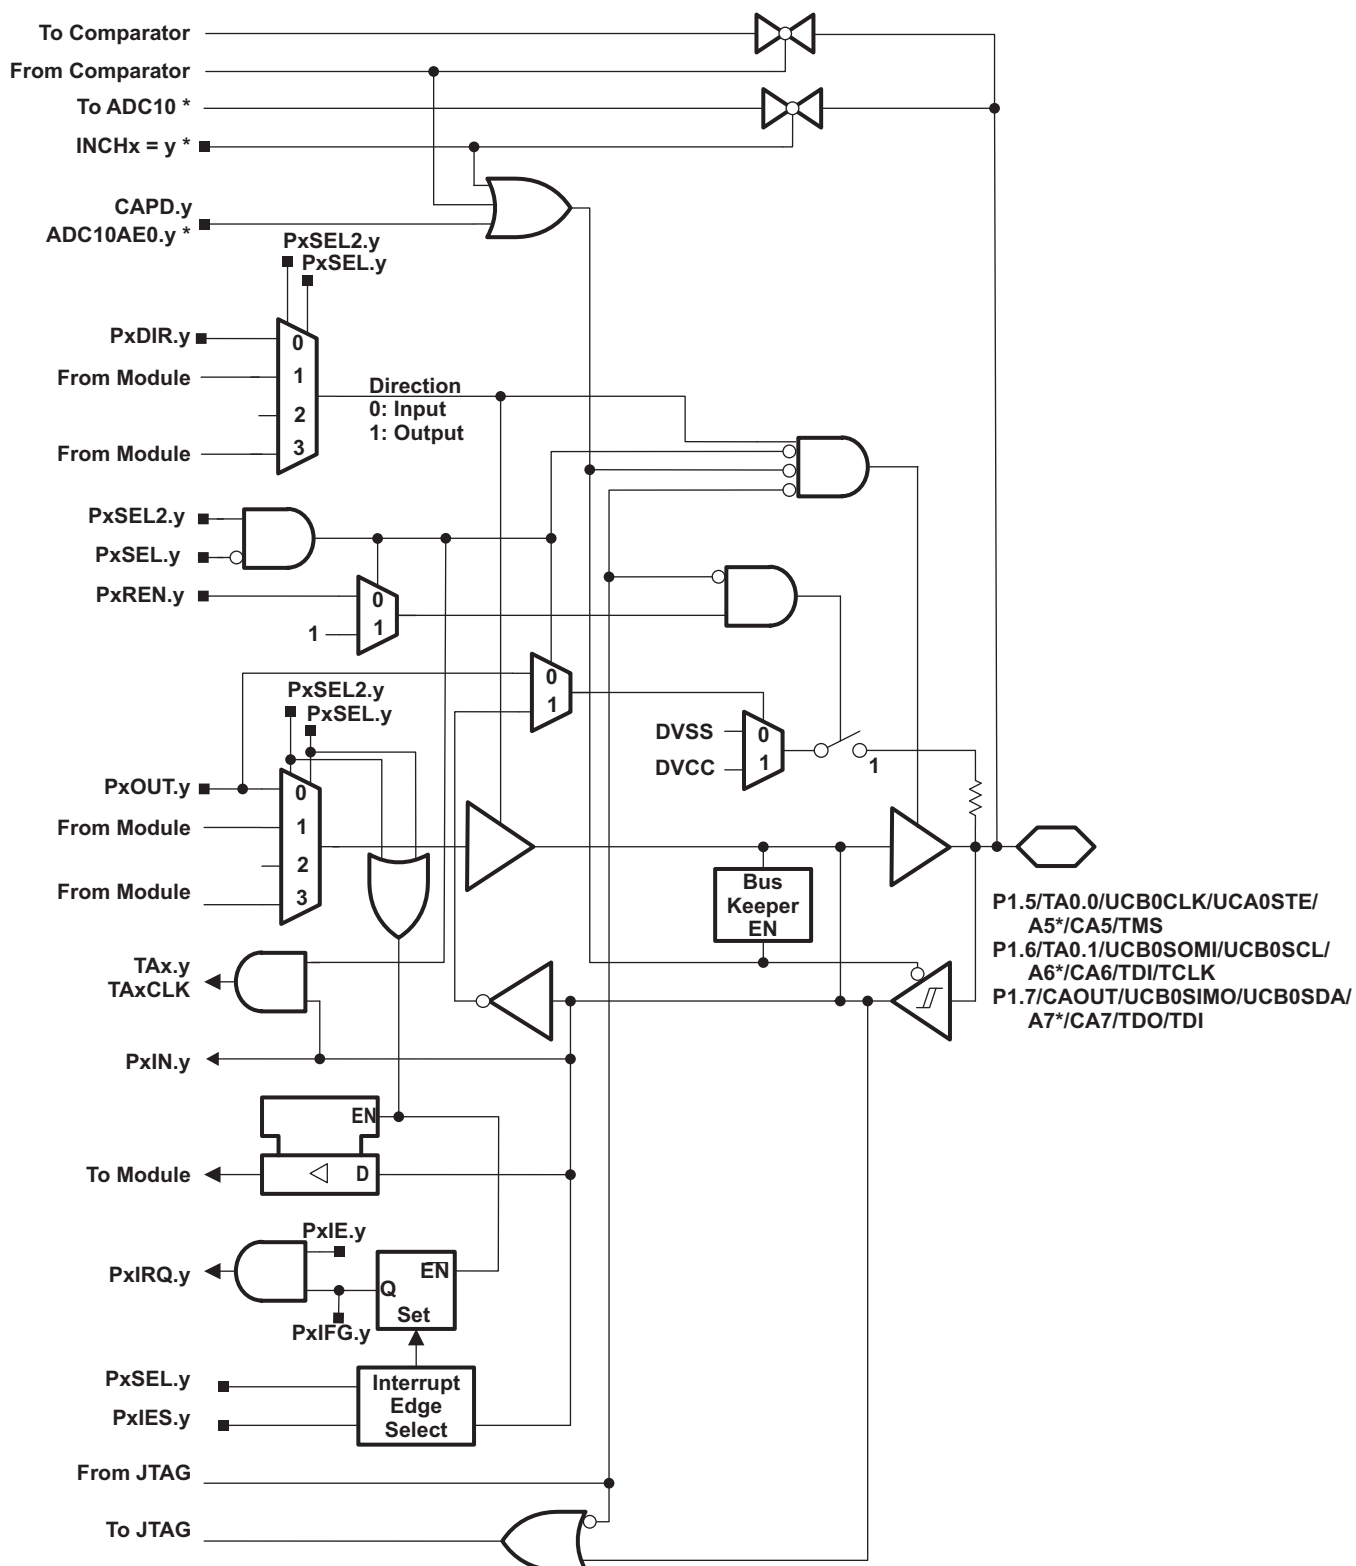 To Comparator
From Comparator
To ADC10 *
INCHx = y *
CAPD.y
ADC10AE0.y *
PxSEL2.y
PxSEL.y
PxDIR.y
0
From Module
1
2
From Module
3
Direction
0: Input
1: Output
PxSEL2.y
PxSEL.y
PxREN.y
0
1
1
0
1
PxSEL2.y
PxSEL.y
DVSS
0
DVCC
1
1
PxOUT.y
0
From Module
1
2
From Module
3
Bus
Keeper
EN
P1.5/TA0.0/UCB0CLK/UCA0STE/
A5*/CA5/TMS
P1.6/TA0.1/UCB0SOMI/UCB0SCL/
A6*/CA6/TDI/TCLK
P1.7/CAOUT/UCB0SIMO/UCB0SDA/
A7*/CA7/TDO/TDI
TAx.y
TAxCLK
PxIN.y
EN
To Module
D
PxIE.y
PxIRQ.y
EN
Q
Set
PxIFG.y
PxSEL.y
PxIES.y
Interrupt
Edge
Select
From JTAG
To JTAG